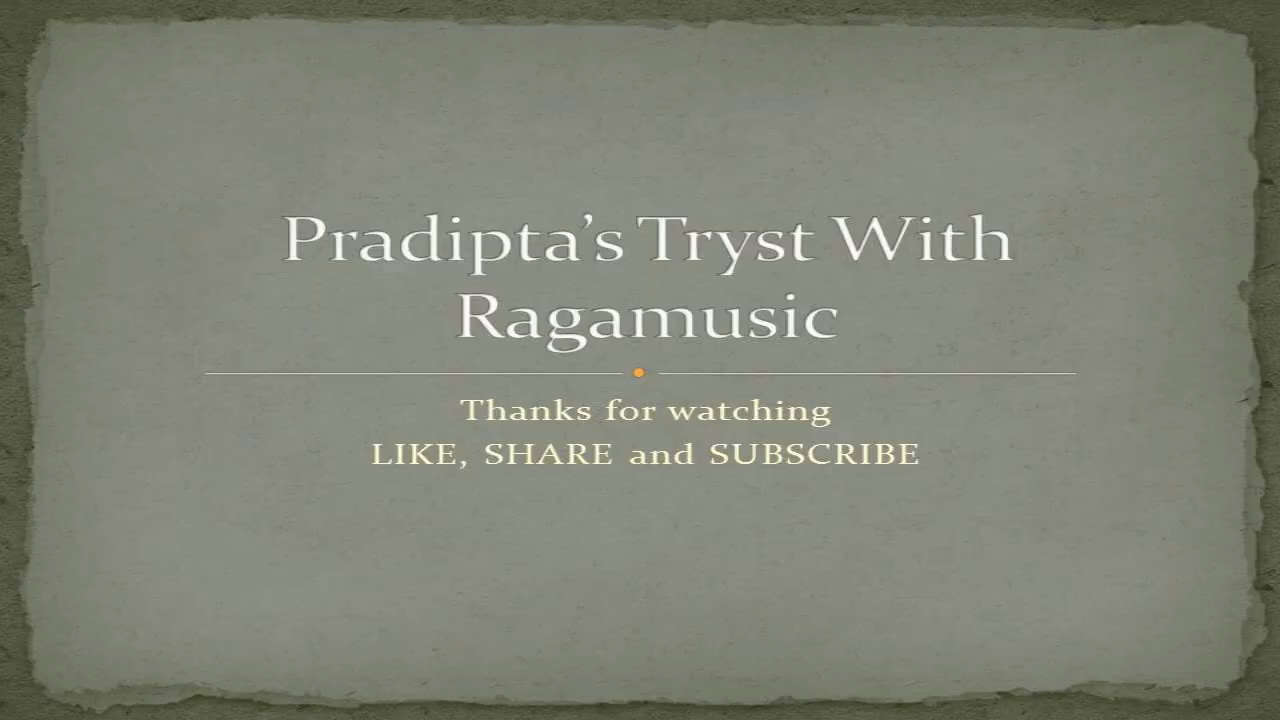 Pradipta’s Tryst With
Ragamusic
Thanks for watching
LIKE, SHARE and SUBSCRIBE